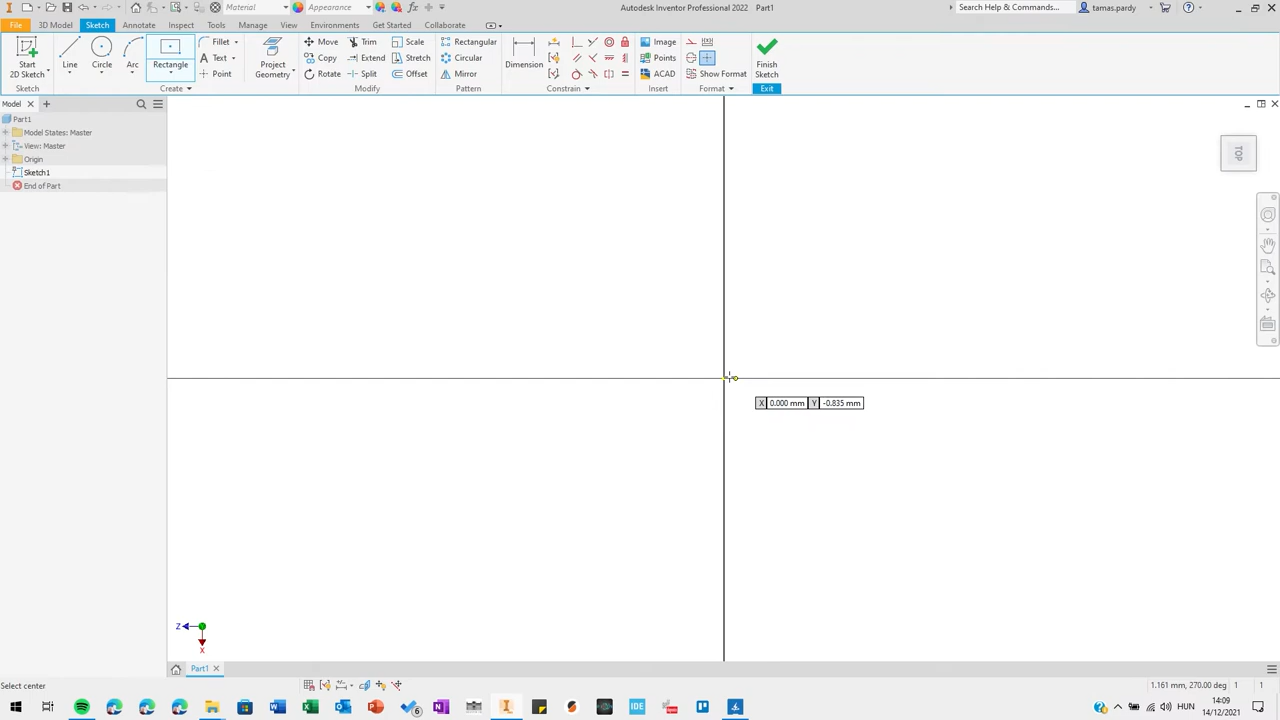 Material Appearance Autodesk Inventor Professional 2022 Part1 Search Help & Commands... tamas.pardy
File 3D Model Sketch Annotate Inspect Tools Manage View Environments Get Started Collaborate
Start
2D Sketch
Line
Circle
Arc
Rectangle
Fillet
Text
Point
Project
Geometry
Move
Copy
Rotate
Trim
Extend
Split
Scale
Stretch
Offset
Rectangular
Circular
Mirror
Dimension
Image
Points
ACAD
Show Format
Finish
Sketch
Sketch Create Modify Pattern Constrain Insert Format Exit
Model
Part1
Model States: Master
View: Master
Origin
Sketch1
End of Part
TOP
X 0.000 mm Y -0.835 mm
Z
X
Part1
Select center
1.161 mm, 270.00 deg 1 1
6
IDE
HUN
14:09
14/12/2021